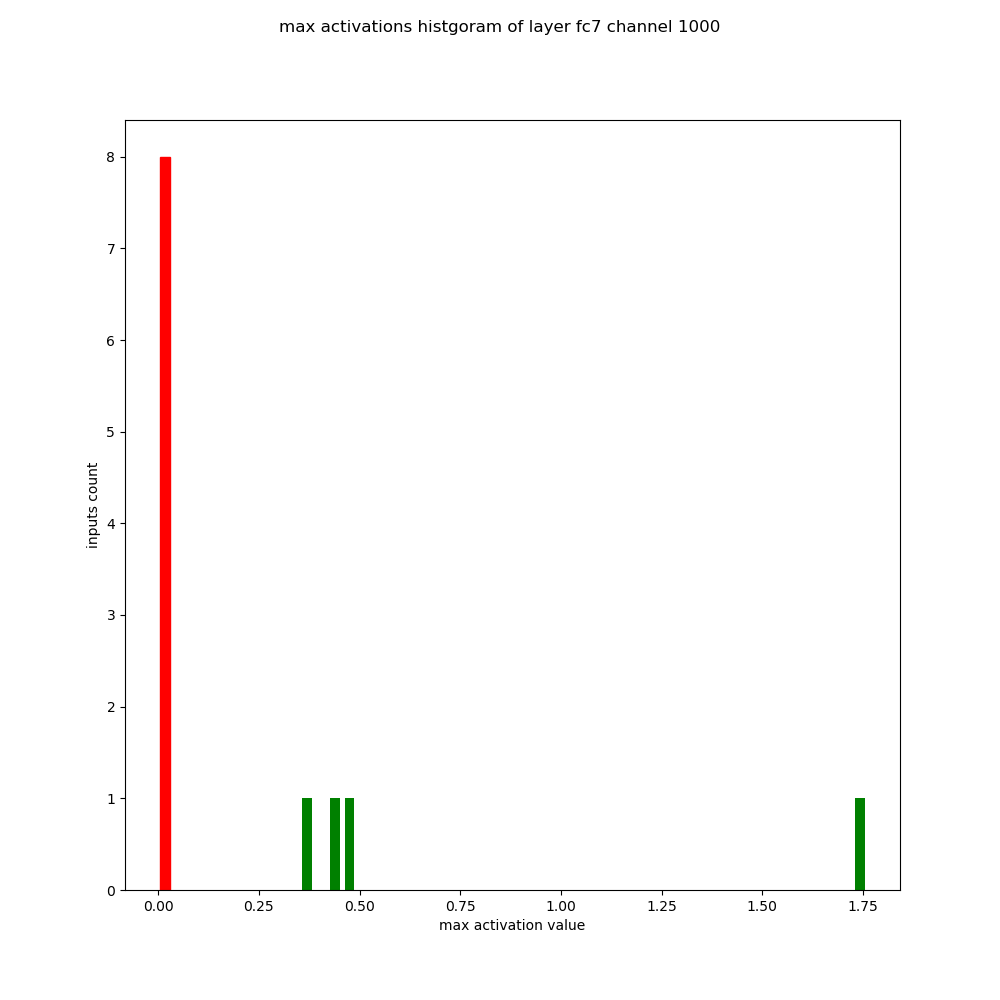 max activations histgoram of layer fc7 channel 1000
8
7
6
5
4
3
2
1
0
inputs count
0.00 0.25 0.50 0.75 1.00 1.25 1.50 1.75
max activation value